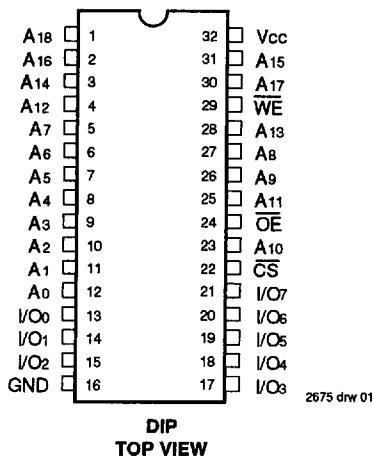 A18 1 32 Vcc
A16 2 31 A15
A14 3 30 A17
A12 4 29 W̅E̅
A7 5 28 A13
A6 6 27 A8
A5 7 26 A9
A4 8 25 A11
A3 9 24 O̅E̅
A2 10 23 A10
A1 11 22 C̅S̅
A0 12 21 I/O7
I/O0 13 20 I/O6
I/O1 14 19 I/O5
I/O2 15 18 I/O4
GND 16 17 I/O3
2675 drw 01
DIP
TOP VIEW